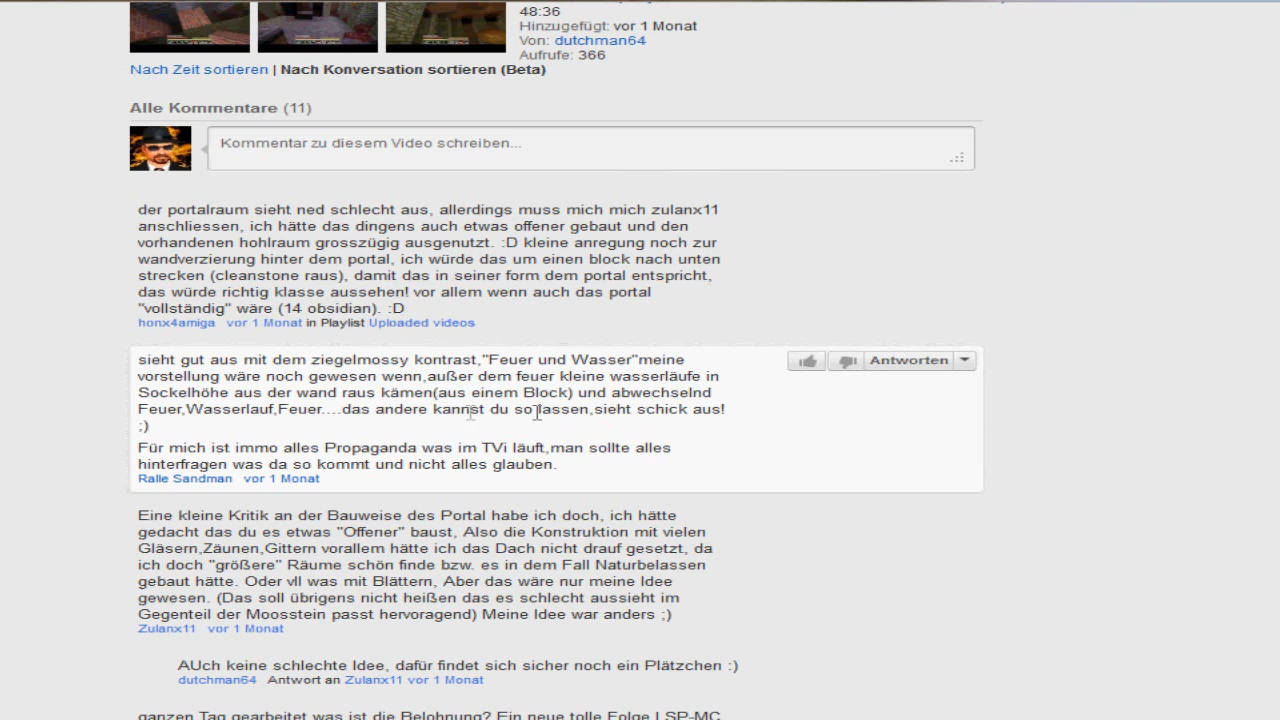 48:36
Hinzugefügt: vor 1 Monat
Von: dutchman64
Aufrufe: 366
Nach Zeit sortieren | Nach Konversation sortieren (Beta)
Alle Kommentare (11)
Kommentar zu diesem Video schreiben...
der portalraum sieht ned schlecht aus, allerdings muss mich mich zulanx11
anschliessen, ich hätte das dingens auch etwas offener gebaut und den
vorhandenen hohlraum grosszügig ausgenutzt. :D kleine anregung noch zur
wandverzierung hinter dem portal, ich würde das um einen block nach unten
strecken (cleanstone raus), damit das in seiner form dem portal entspricht,
das würde richtig klasse aussehen! vor allem wenn auch das portal
"vollständig" wäre (14 obsidian). :D
honx4amiga vor 1 Monat in Playlist Uploaded videos
sieht gut aus mit dem ziegelmossy kontrast,"Feuer und Wasser"meine
vorstellung wäre noch gewesen wenn,außer dem feuer kleine wasserläufe in
Sockelhöhe aus der wand raus kämen(aus einem Block) und abwechselnd
Feuer,Wasserlauf,Feuer....das andere kannst du so lassen,sieht schick aus!
;)
Antworten
Für mich ist immo alles Propaganda was im TVi läuft,man sollte alles
hinterfragen was da so kommt und nicht alles glauben.
Ralle Sandman vor 1 Monat
Eine kleine Kritik an der Bauweise des Portal habe ich doch, ich hätte
gedacht das du es etwas "Offener" baust, Also die Konstruktion mit vielen
Gläsern,Zäunen,Gittern vorallem hätte ich das Dach nicht drauf gesetzt, da
ich doch "größere" Räume schön finde bzw. es in dem Fall Naturbelassen
gebaut hätte. Oder vll was mit Blättern, Aber das wäre nur meine Idee
gewesen. (Das soll übrigens nicht heißen das es schlecht aussieht im
Gegenteil der Moosstein passt hervoragend) Meine Idee war anders ;)
Zulanx11 vor 1 Monat
AUch keine schlechte Idee, dafür findet sich sicher noch ein Plätzchen :)
dutchman64 Antwort an Zulanx11 vor 1 Monat
ganzen Tag gearbeitet was ist die Belohnung? Ein neue tolle Folge LSP-MC